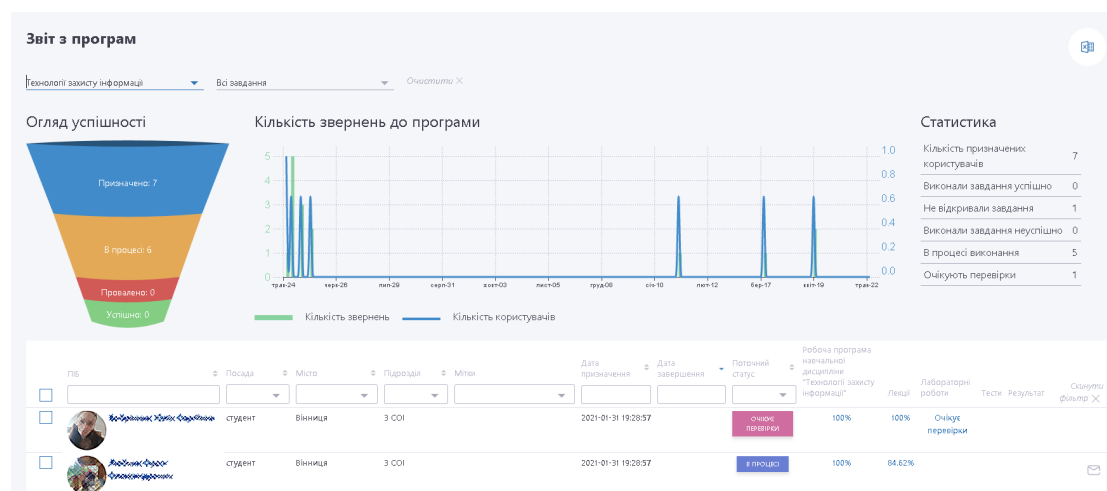 Звіт з програм
Технології захисту інформації Всі завдання Очистити
Огляд успішності
Призначено: 7
В процесі: 6
Провалено: 0
Успішно: 0
Кількість звернень до програми
5
4
3
2
1
0
1.0
0.8
0.6
0.4
0.2
0.0
трав-24 черв-26 лип-29 серп-31 жовт-03 лист-05 груд-08 січ-10 лют-12 бер-17 квіт-19 трав-22
Кількість звернень Кількість користувачів
Статистика
Кількість призначених
користувачів 7
Виконали завдання успішно 0
Не відкривали завдання 1
Виконали завдання неуспішно 0
В процесі виконання 5
Очікують перевірки 1
ПІБ
Посада
Місто
Підрозділ
Мітки
Дата
призначення
Дата
завершення
Поточний
статус
Робоча програма
навчальної
дисципліни
"Технології захисту
інформації"
Лекції
Лабораторні
роботи
Тести
Результат
Скинути
фільтр
студент Вінниця 3 СОІ 2021-01-31 19:28:57
ОЧІКУЄ
ПЕРЕВІРКИ
100% 100%
Очікує
перевірки
студент Вінниця 3 СОІ 2021-01-31 19:28:57 В ПРОЦЕСІ 100% 84.62%